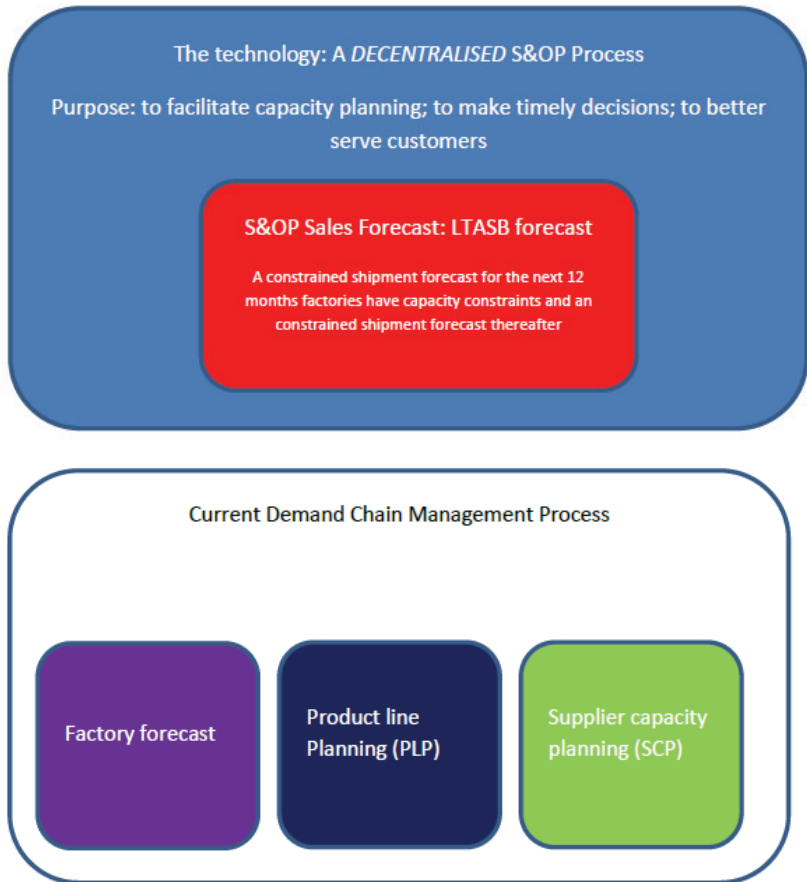 The technology: A DECENTRALISED S&OP Process
Purpose: to facilitate capacity planning; to make timely decisions; to better
serve customers
S&OP Sales Forecast: LTASB forecast
A constrained shipment forecast for the next 12
months factories have capacity constraints and an
constrained shipment forecast thereafter
Current Demand Chain Management Process
Factory forecast
Product line
Planning (PLP)
Supplier capacity
planning (SCP)